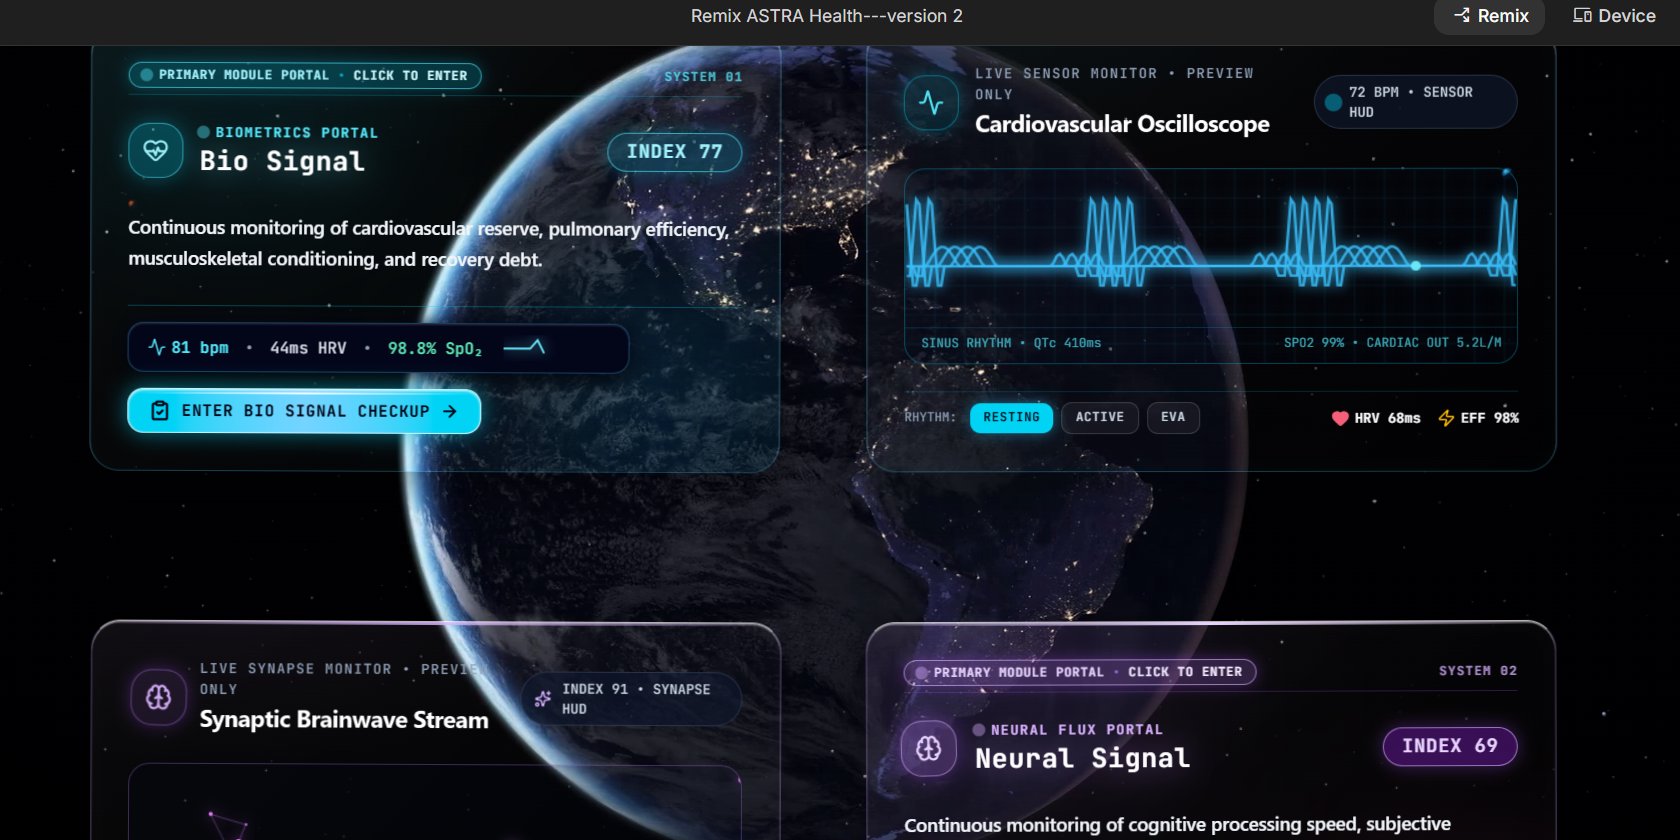 Remix ASTRA Health---version 2
Remix
Device
PRIMARY MODULE PORTAL • CLICK TO ENTER
SYSTEM 01
BIOMETRICS PORTAL
Bio Signal
INDEX 77
Continuous monitoring of cardiovascular reserve, pulmonary efficiency,
musculoskeletal conditioning, and recovery debt.
81 bpm • 44ms HRV • 98.8% SpO₂
ENTER BIO SIGNAL CHECKUP →
LIVE SENSOR MONITOR • PREVIEW
ONLY
Cardiovascular Oscilloscope
72 BPM • SENSOR
HUD
SINUS RHYTHM • QTc 410ms
SPO2 99% • CARDIAC OUT 5.2L/M
RHYTHM:
RESTING
ACTIVE
EVA
HRV 68ms
EFF 98%
LIVE SYNAPSE MONITOR • PREVIEW
ONLY
Synaptic Brainwave Stream
INDEX 91 • SYNAPSE
HUD
PRIMARY MODULE PORTAL • CLICK TO ENTER
SYSTEM 02
NEURAL FLUX PORTAL
Neural Signal
INDEX 69
Continuous monitoring of cognitive processing speed, subjective